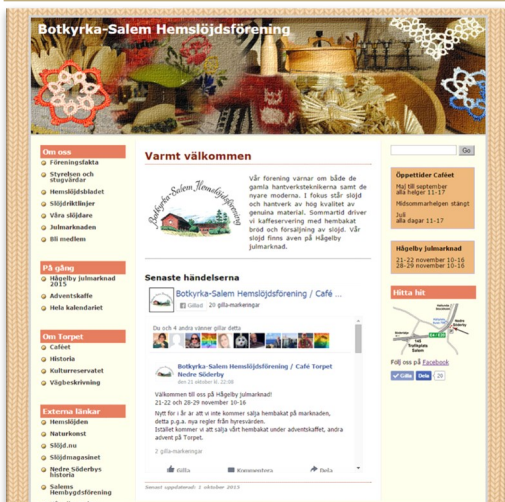 Botkyrka-Salem Hemslöjdsförening
Om oss
Föreningsfakta
Styrelsen och
stugvärdar
Hemslöjdsbladet
Slöjdriktlinjer
Våra slöjdare
Julmarknaden
Bli medlem
På gång
Hågelby julmarknad
2015
Adventskaffe
Hela kalendariet
Om Torpet
Caféet
Historia
Kulturreservatet
Vägbeskrivning
Externa länkar
Hemslöjden
Naturkonst
Slöjd.nu
Slöjdmagasinet
Nedre Söderbys
historia
Salems
Hembygdsförening
Varmt välkommen
Botkyrka-Salem Hemslöjdsförening
Vår förening värnar om både de
gamla hantverksteknikerna samt de
nyare moderna. I fokus står slöjd
och hantverk av hög kvalitet av
genuina material. Sommartid driver
vi kaffeservering med hembakat
bröd och försäljning av slöjd. Vår
slöjd finns även på Hågelby
julmarknad.
Senaste händelserna
Botkyrka-Salem Hemslöjdsförening / Café ...
Gillad 20 gilla-markeringar
Du och 4 andra vänner gillar detta
Botkyrka-Salem Hemslöjdsförening / Café Torpet
Nedre Söderby
den 21 oktober kl. 22:08
Välkommen till oss på Hågelby julmarknad!
21-22 och 28-29 november 10-16
Nytt för i år är att vi inte kommer sälja hembakat på marknaden,
detta p.g.a. nya regler från hyresvärden.
Istället kommer vi att sälja vårt hembakat under adventskaffet, andra
advent på Torpet.
2 gilla-markeringar
Gilla Kommentera Dela
Senast uppdaterad: 1 oktober 2015
Go
Öppettider Caféet
Maj till september
alla helger 11-17
Midsommarhelgen stängt
Juli
alla dagar 11-17
Hågelby Julmarknad
21-22 november 10-16
28-29 november 10-16
Hitta hit
Nedre
Söderby
Trafikplats
Salem
Följ oss på Facebook
Gilla Dela 20